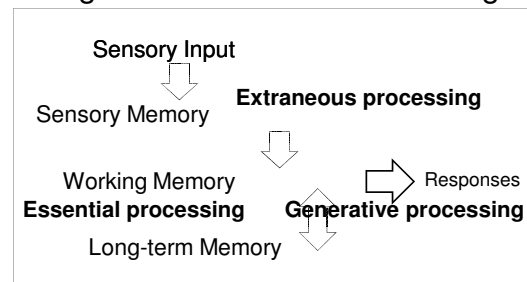 Sensory Input
Extraneous processing
Sensory Memory
Working Memory
Responses
Essential processing
Generative processing
Long-term Memory